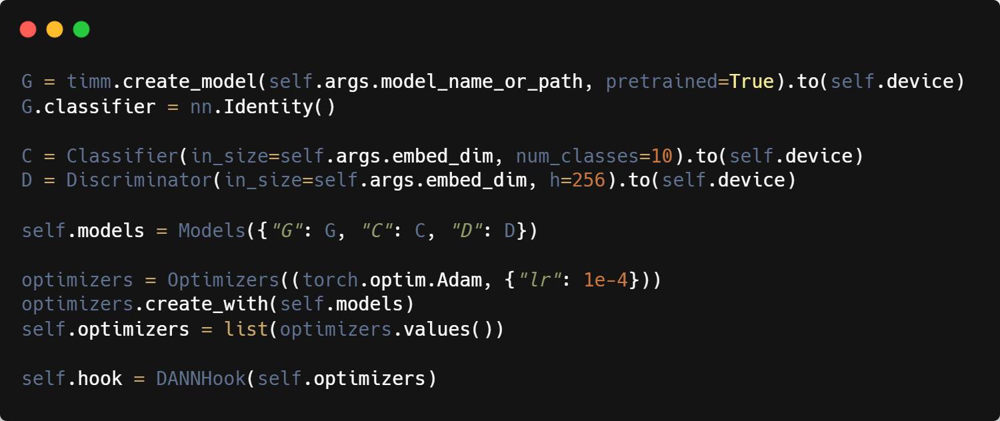 G = timm.create_model(self.args.model_name_or_path, pretrained=True).to(self.device)
G.classifier = nn.Identity()
C = Classifier(in_size=self.args.embed_dim, num_classes=10).to(self.device)
D = Discriminator(in_size=self.args.embed_dim, h=256).to(self.device)
self.models = Models({"G": G, "C": C, "D": D})
optimizers = Optimizers((torch.optim.Adam, {"lr": 1e-4}))
optimizers.create_with(self.models)
self.optimizers = list(optimizers.values())
self.hook = DANNHook(self.optimizers)